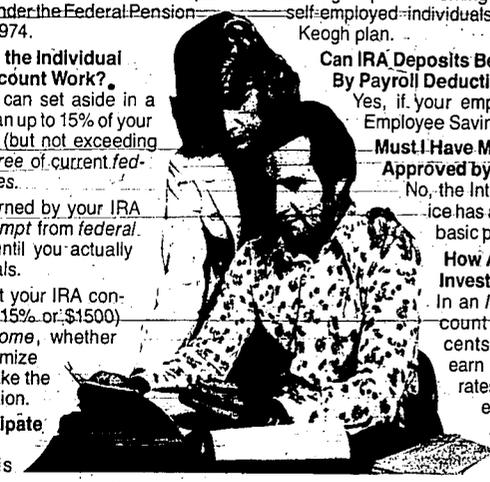 nder the Federal Pension
974.
the Individual
count Work?
can set aside in a
an up to 15% of your
(but not exceeding
ree of current fed-
es.
rned by your IRA
mpt from federal
ntil you actually
als.
t your IRA con-
15% or $1500)
ome, whether
mize
ke the
ion.
ipate
is
self-employed individuals
Keogh plan.
Can IRA Deposits Be
By Payroll Deducti
Yes, if your emp
Employee Savin
Must I Have M
Approved by
No, the Int
ice has a
basic p
How A
Invest
In an I
count
cents
earn
rate
e